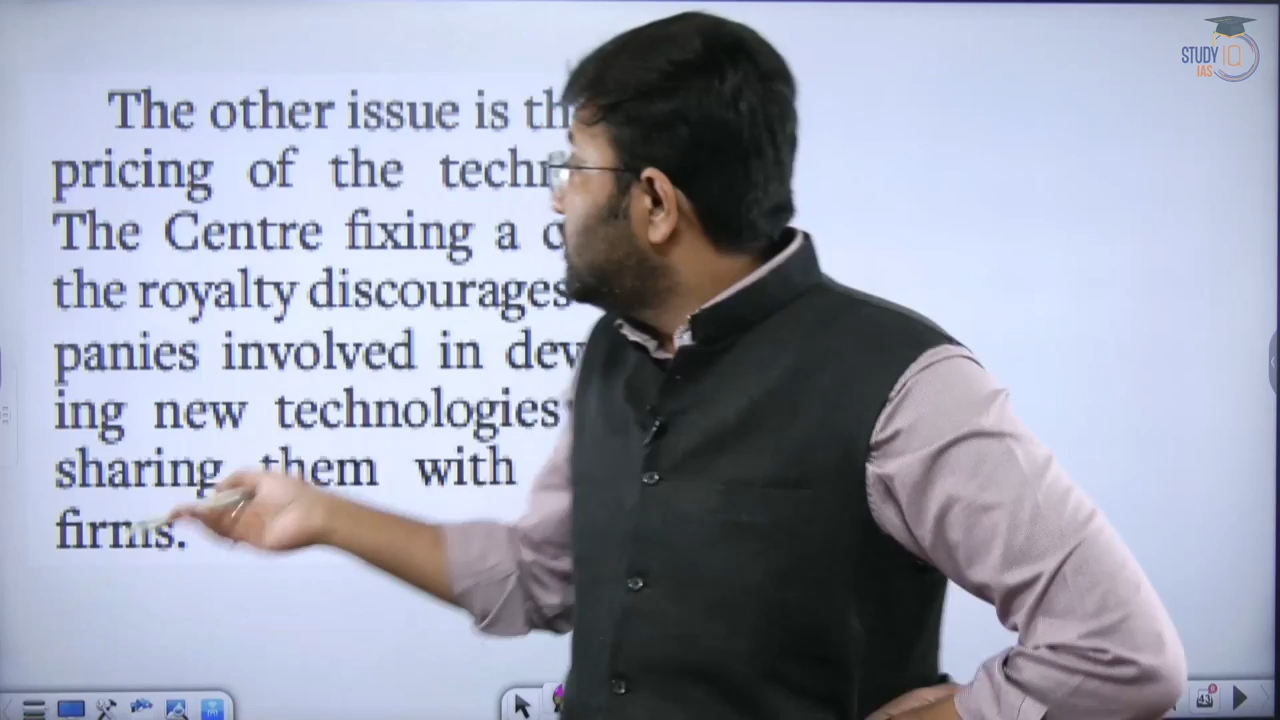 STUDY IQ
IAS
The other issue is th
pricing of the techn
The Centre fixing a c
the royalty discourages
panies involved in dev
ing new technologies
sharing them with
firms.
43